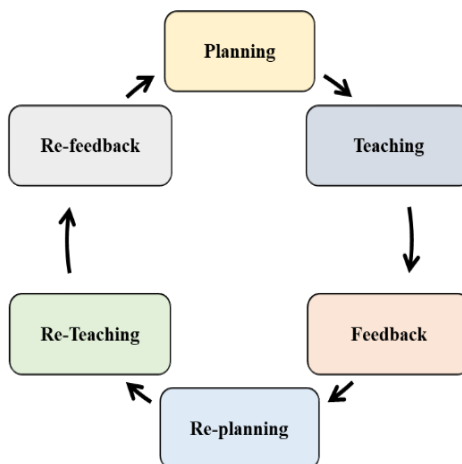 Planning
Teaching
Feedback
Re-planning
Re-Teaching
Re-feedback